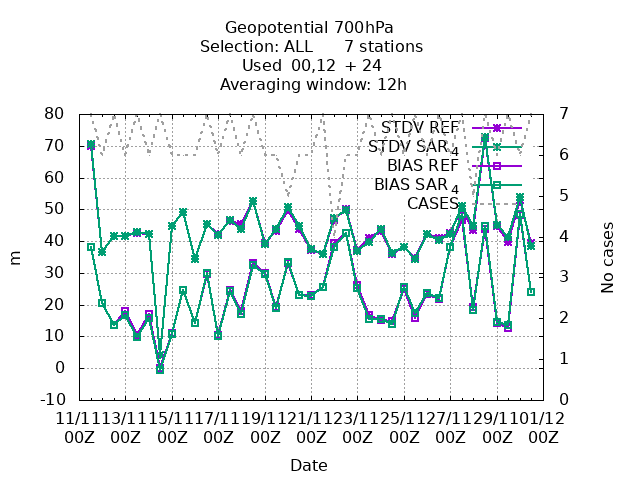 Geopotential 700hPa
Selection: ALL 7 stations
Used 00,12 + 24
Averaging window: 12h
80 7
STDV REF
70
STDV SAR 4
6
BIAS REF
60
BIAS SAR 4
5
CASES
50
40 4
m No cases
30 3
20 2
10
1
0
-10 0
11/11 13/11 15/11 17/11 19/11 21/11 23/11 25/11 27/11 29/11 01/12
00Z 00Z 00Z 00Z 00Z 00Z 00Z 00Z 00Z 00Z 00Z
Date